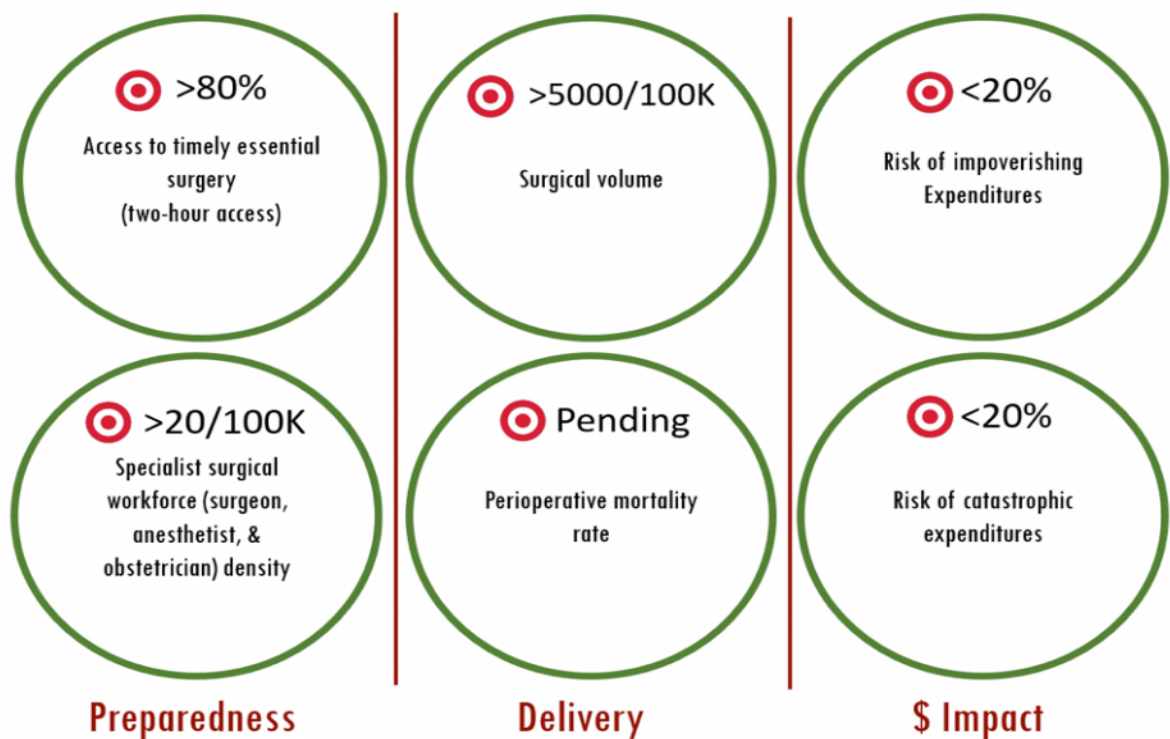 >80%
Access to timely essential
surgery
(two-hour access)
>20/100K
Specialist surgical
workforce (surgeon,
anesthetist, &
obstetrician) density
Preparedness
>5000/100K
Surgical volume
Pending
Perioperative mortality
rate
Delivery
<20%
Risk of impoverishing
Expenditures
<20%
Risk of catastrophic
expenditures
$ Impact